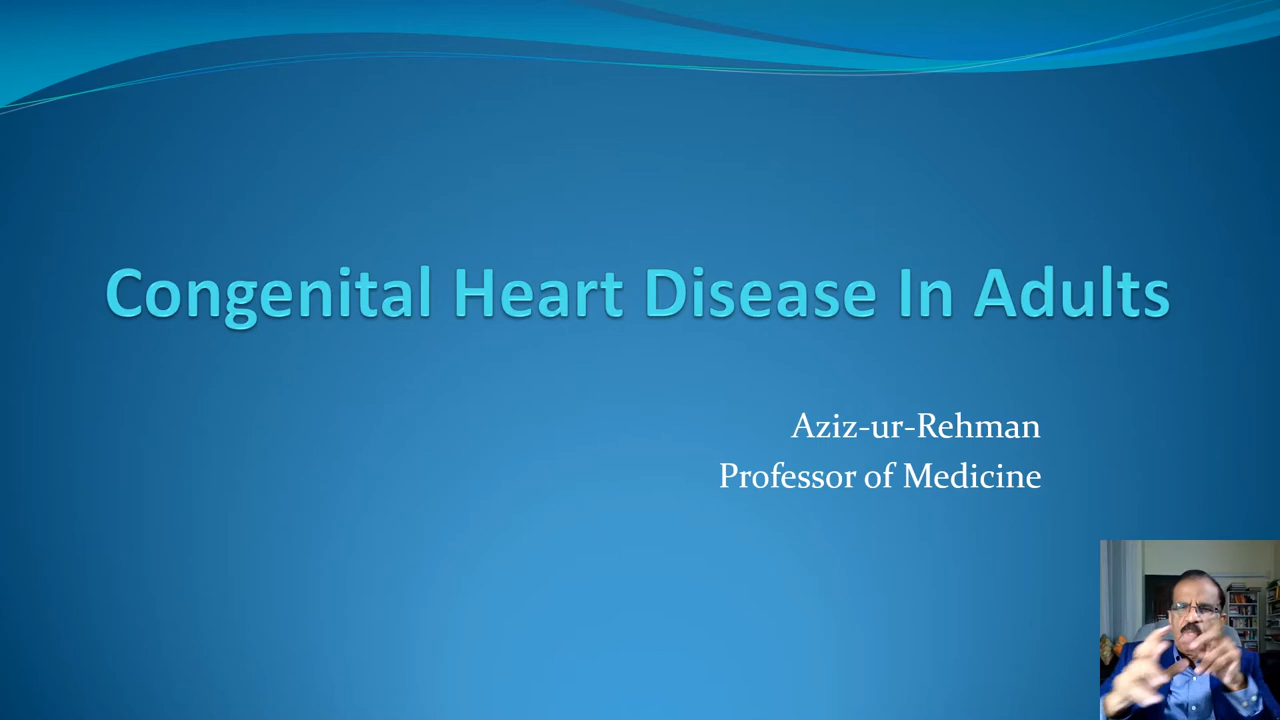 Congenital Heart Disease In Adults
Aziz-ur-Rehman
Professor of Medicine